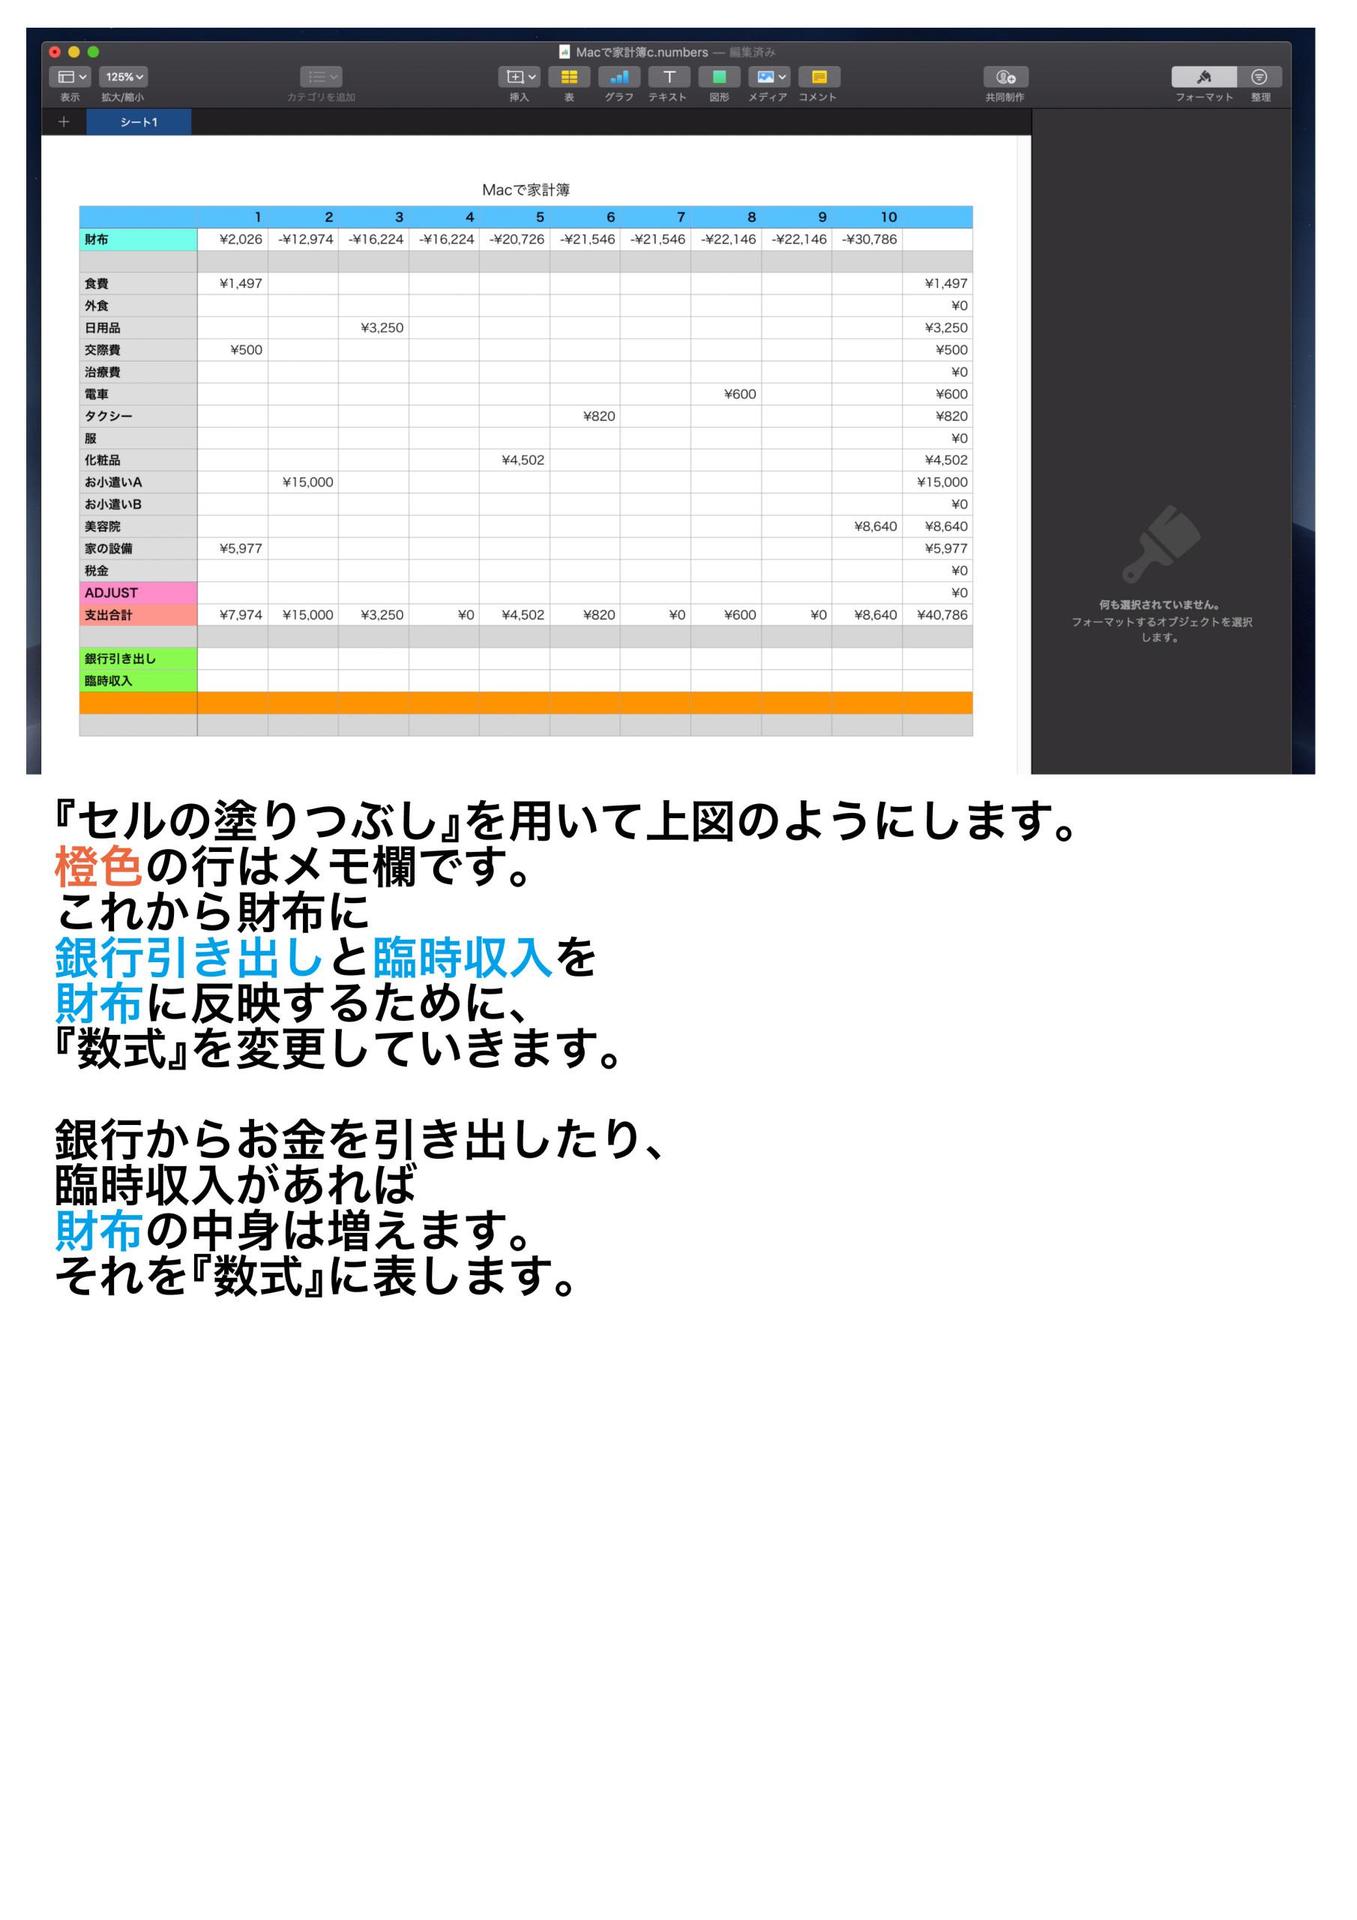 Macで家計簿c.numbers — 編集済み
125%
表示 拡大/縮小 カテゴリを追加 挿入 表 グラフ テキスト 図形 メディア コメント 共同制作 フォーマット 整理
+ シート1
Macで家計簿
1 2 3 4 5 6 7 8 9 10
財布 ¥2,026 -¥12,974 -¥16,224 -¥16,224 -¥20,726 -¥21,546 -¥21,546 -¥22,146 -¥22,146 -¥30,786
食費 ¥1,497 ¥1,497
外食 ¥0
日用品 ¥3,250 ¥3,250
交際費 ¥500 ¥500
治療費 ¥0
電車 ¥600 ¥600
タクシー ¥820 ¥820
服 ¥0
化粧品 ¥4,502 ¥4,502
お小遣いA ¥15,000 ¥15,000
お小遣いB ¥0
美容院 ¥8,640 ¥8,640
家の設備 ¥5,977 ¥5,977
税金 ¥0
ADJUST ¥0
支出合計 ¥7,974 ¥15,000 ¥3,250 ¥0 ¥4,502 ¥820 ¥0 ¥600 ¥0 ¥8,640 ¥40,786
銀行引き出し
臨時収入
何も選択されていません。
フォーマットするオブジェクトを選択
します。
『セルの塗りつぶし』を用いて上図のようにします。
橙色の行はメモ欄です。
これから財布に
銀行引き出しと臨時収入を
財布に反映するために、
『数式』を変更していきます。
銀行からお金を引き出したり、
臨時収入があれば
財布の中身は増えます。
それを『数式』に表します。